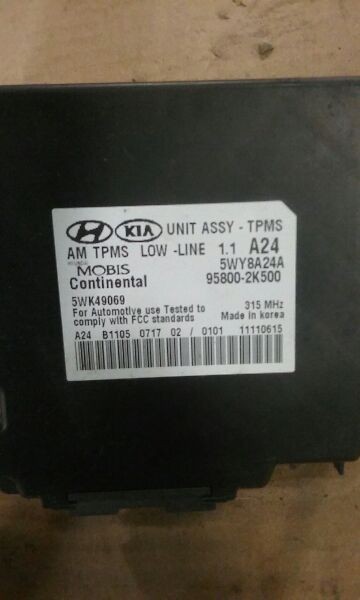 HYUNDAI KIA UNIT ASSY - TPMS
AM TPMS LOW -LINE 1.1 A24
MOBIS 5WY8A24A
Continental 95800-2K500
5WK49069
For Automotive use Tested to 315 MHz
comply with FCC standards Made in korea
A24 B1105 0717 02 / 0101 11110615